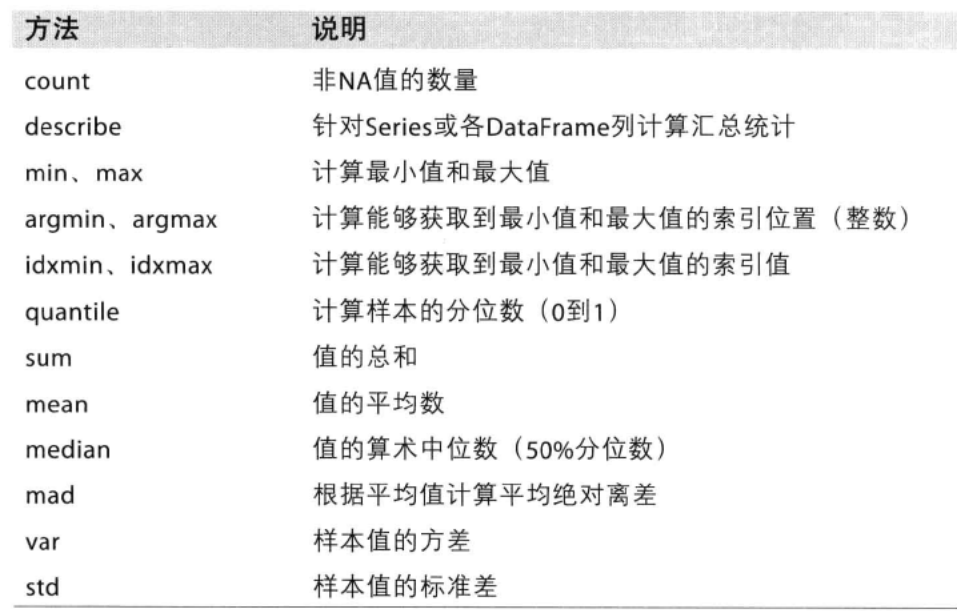 方法 说明
count 非NA值的数量
describe 针对Series或各DataFrame列计算汇总统计
min、max 计算最小值和最大值
argmin、argmax 计算能够获取到最小值和最大值的索引位置（整数）
idxmin、idxmax 计算能够获取到最小值和最大值的索引值
quantile 计算样本的分位数（0到1）
sum 值的总和
mean 值的平均数
median 值的算术中位数（50%分位数）
mad 根据平均值计算平均绝对离差
var 样本值的方差
std 样本值的标准差